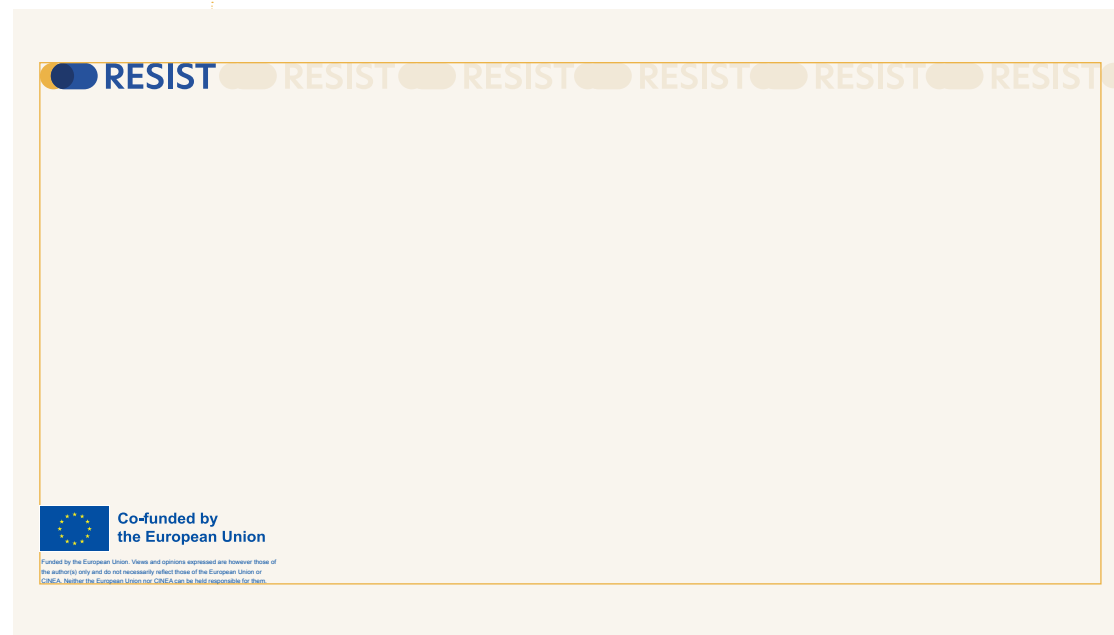 RESIST RESIST RESIST RESIST RESIST RESIST
Co-funded by
the European Union
Funded by the European Union. Views and opinions expressed are however those of
the author(s) only and do not necessarily reflect those of the European Union or
CINEA. Neither the European Union nor CINEA can be held responsible for them.